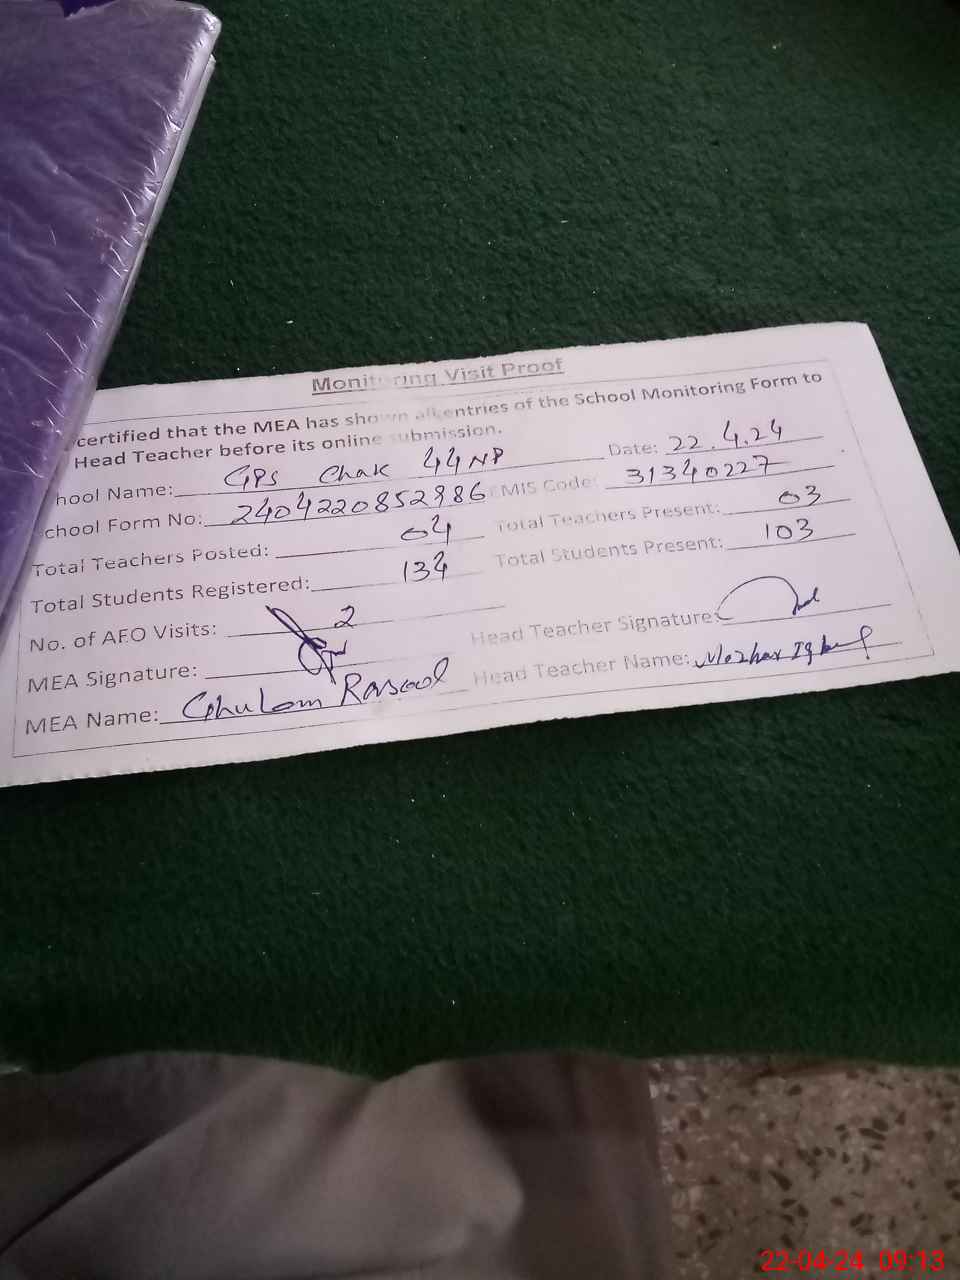 Monitoring Visit Proof
certified that the MEA has shown all entries of the School Monitoring Form to
Head Teacher before its online submission.
hool Name: GPS Chak 44 NP Date: 22.4.24
chool Form No: 2404220852986 EMIS Code: 31340227
Total Teachers Posted: 04 Total Teachers Present: 03
Total Students Registered: 134 Total Students Present: 103
No. of AFO Visits: 2
MEA Signature: Head Teacher Signature:
MEA Name: Ghulam Rasool Head Teacher Name: Mazhar Iqbal
22-04-24 09:13